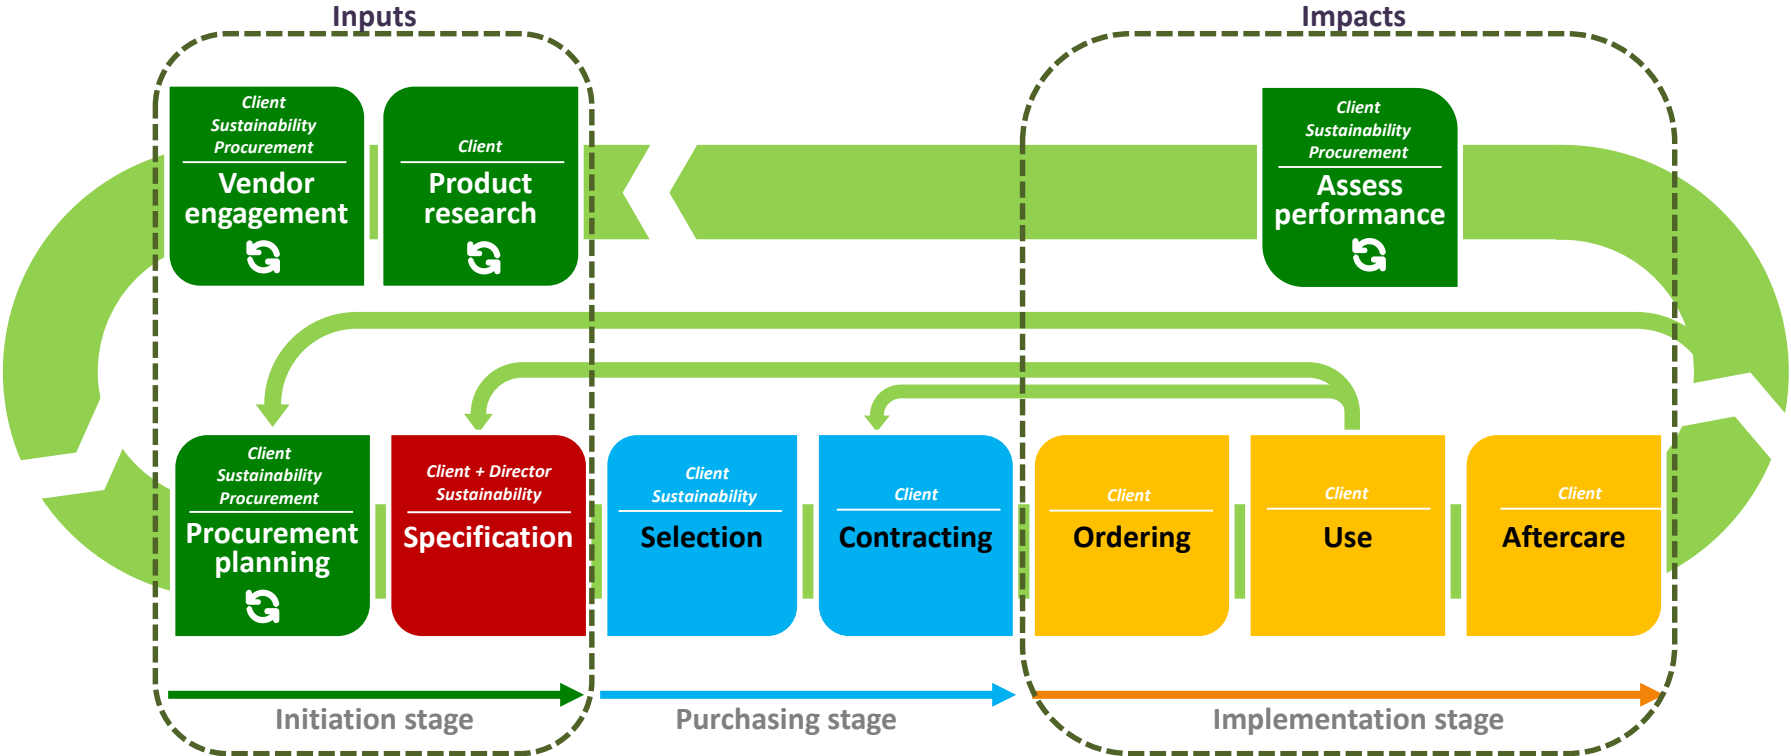 Inputs
Impacts
Client
Sustainability
Procurement
Vendor
engagement
Client
Product
research
Client
Sustainability
Procurement
Assess
performance
Client
Sustainability
Procurement
Procurement
planning
Client + Director
Sustainability
Specification
Client
Sustainability
Selection
Client
Contracting
Client
Ordering
Client
Use
Client
Aftercare
Initiation stage
Purchasing stage
Implementation stage